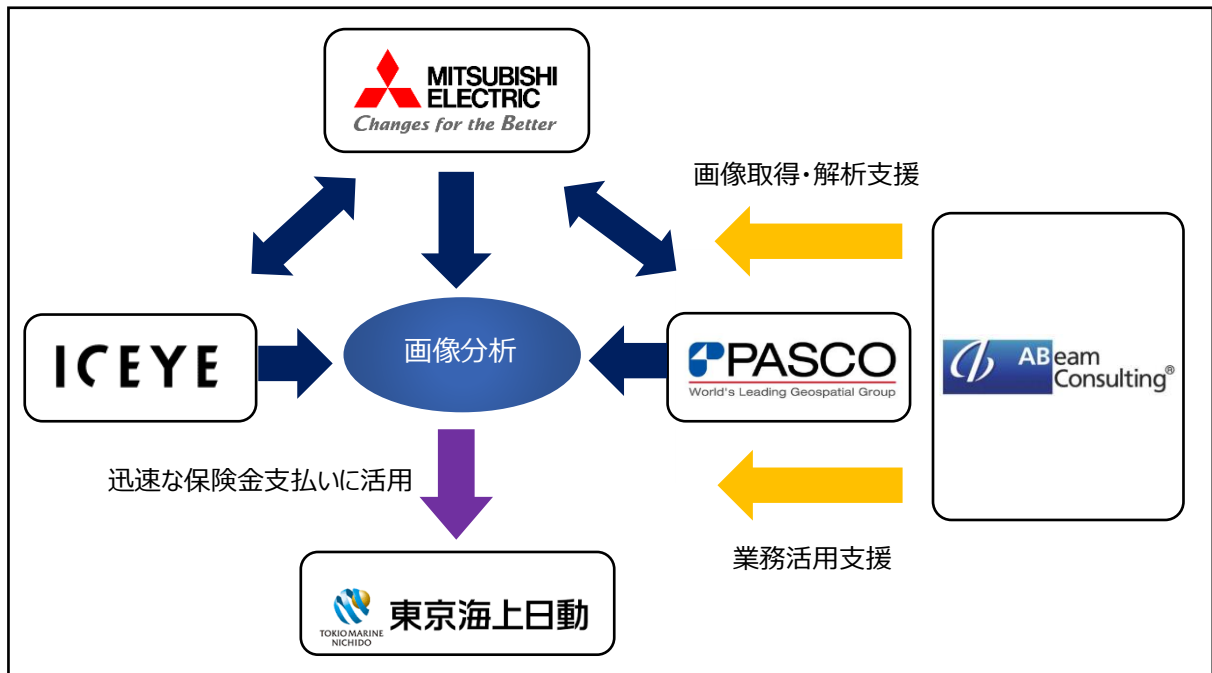 MITSUBISHI
ELECTRIC
Changes for the Better
画像取得・解析支援
ICEYE
画像分析
PASCO
World's Leading Geospatial Group
ABeam
Consulting®
迅速な保険金支払いに活用
業務活用支援
TOKIO MARINE
NICHIDO
東京海上日動